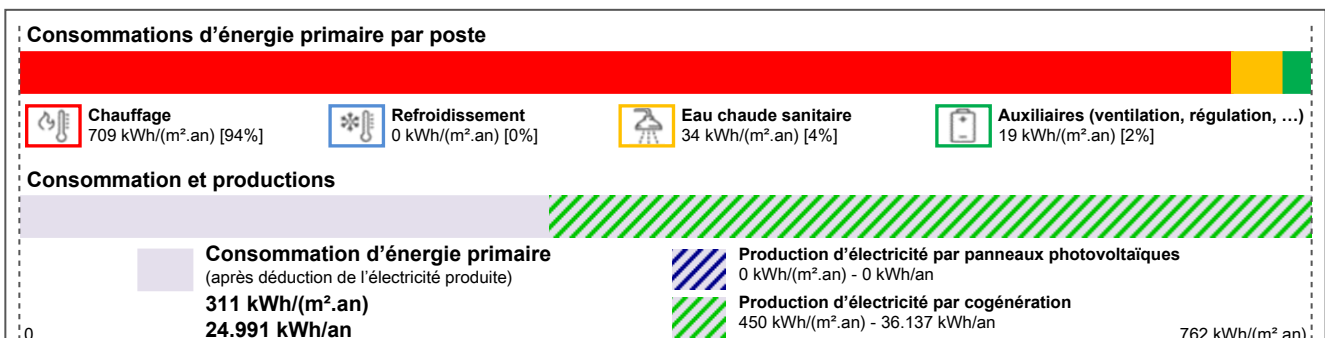 Consommations d’énergie primaire par poste
Chauffage
709 kWh/(m².an) [94%]
Refroidissement
0 kWh/(m².an) [0%]
Eau chaude sanitaire
34 kWh/(m².an) [4%]
Auxiliaires (ventilation, régulation, …)
19 kWh/(m².an) [2%]
Consommation et productions
Consommation d’énergie primaire
(après déduction de l’électricité produite)
311 kWh/(m².an)
24.991 kWh/an
Production d’électricité par panneaux photovoltaïques
0 kWh/(m².an) - 0 kWh/an
Production d’électricité par cogénération
450 kWh/(m².an) - 36.137 kWh/an
0
762 kWh/(m².an)